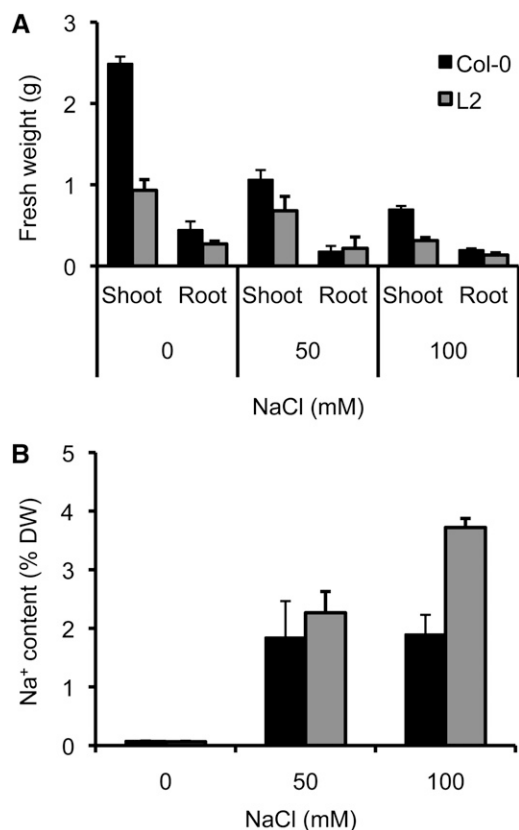 A
3
2
1
0
Fresh weight (g)
Col-0
L2
Shoot Root Shoot Root Shoot Root
0 50 100
NaCl (mM)
B
5
4
3
2
1
0
Na⁺ content (% DW)
0 50 100
NaCl (mM)